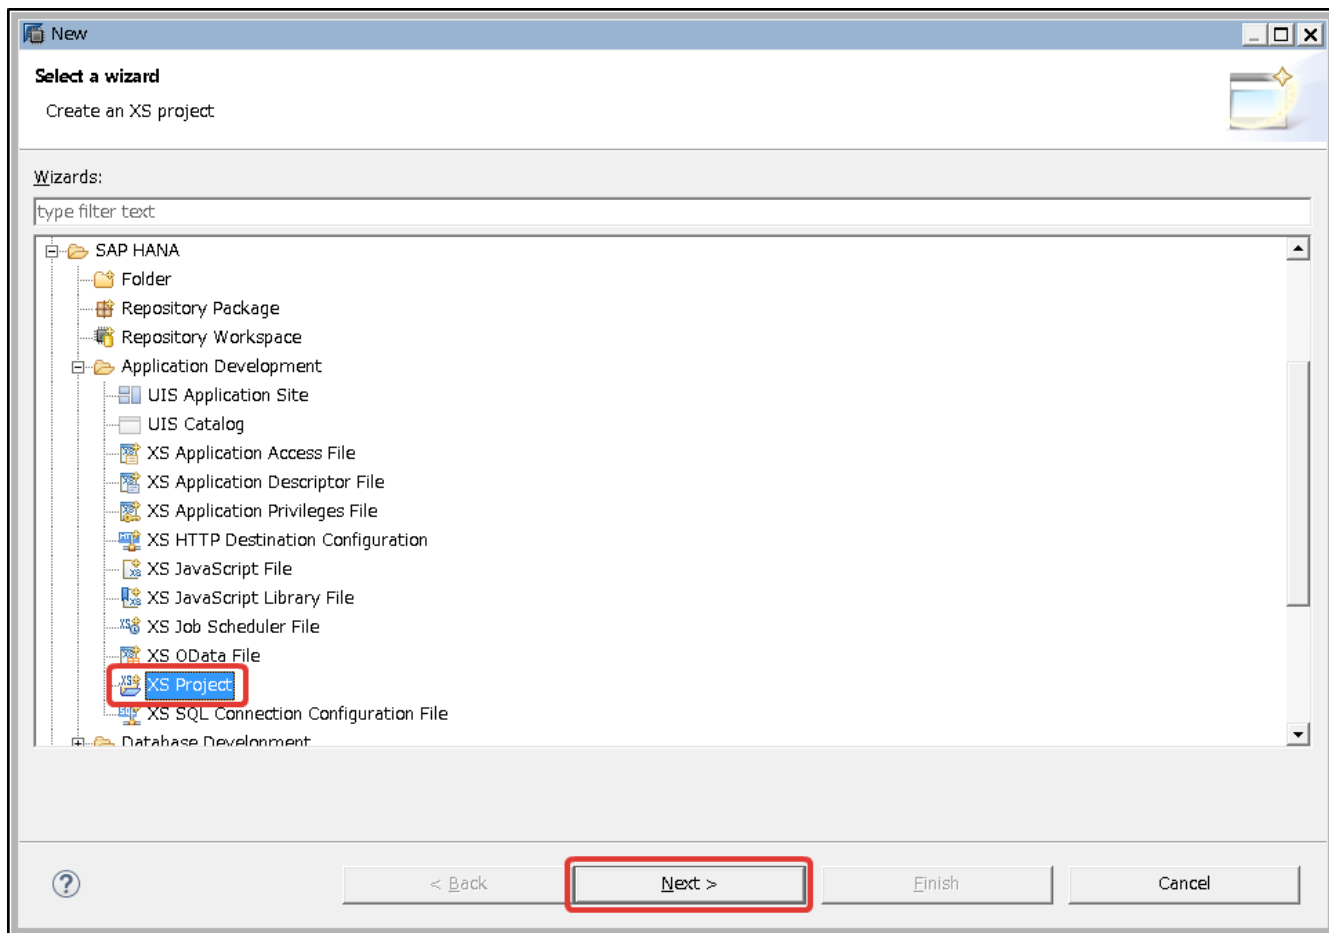 New
Select a wizard
Create an XS project
Wizards:
type filter text
SAP HANA
Folder
Repository Package
Repository Workspace
Application Development
UIS Application Site
UIS Catalog
XS Application Access File
XS Application Descriptor File
XS Application Privileges File
XS HTTP Destination Configuration
XS JavaScript File
XS JavaScript Library File
XS Job Scheduler File
XS OData File
XS Project
XS SQL Connection Configuration File
Database Development
< Back Next > Finish Cancel